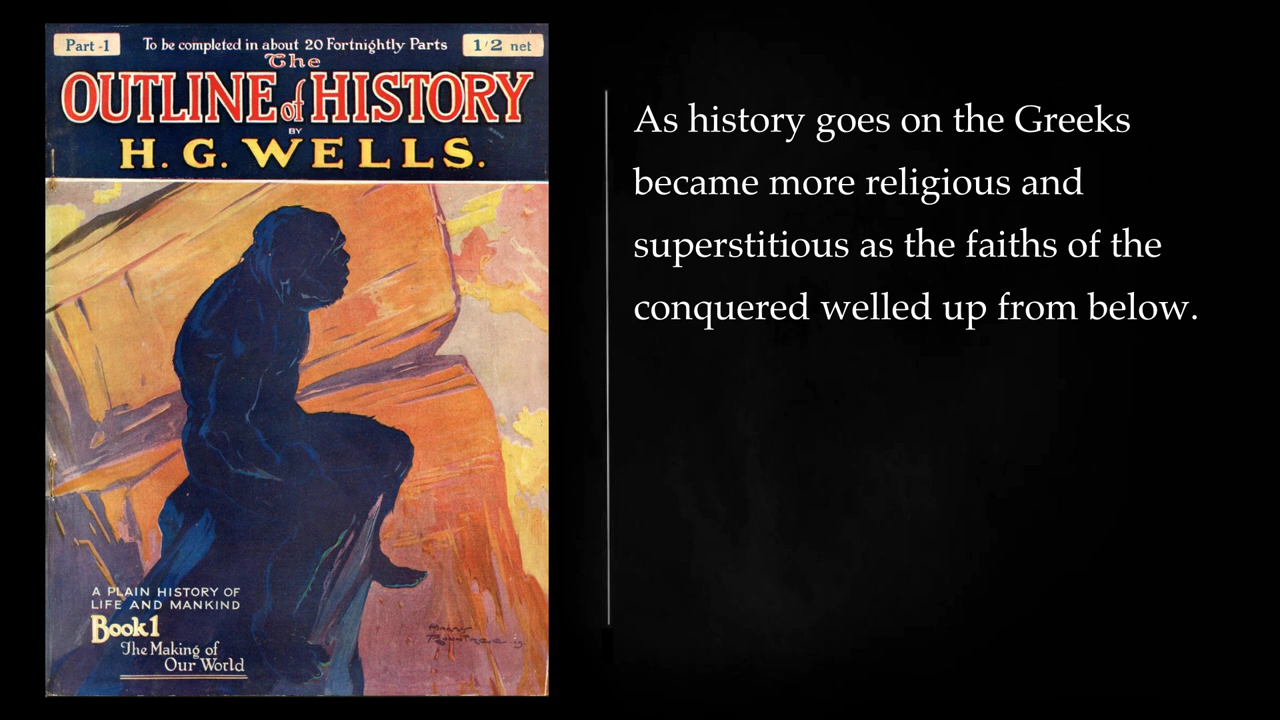 Part -1
To be completed in about 20 Fortnightly Parts
1/2 net
The
OUTLINE of HISTORY
BY
H. G. WELLS.
A PLAIN HISTORY OF
LIFE AND MANKIND
Book 1
The Making of
Our World
As history goes on the Greeks
became more religious and
superstitious as the faiths of the
conquered welled up from below.